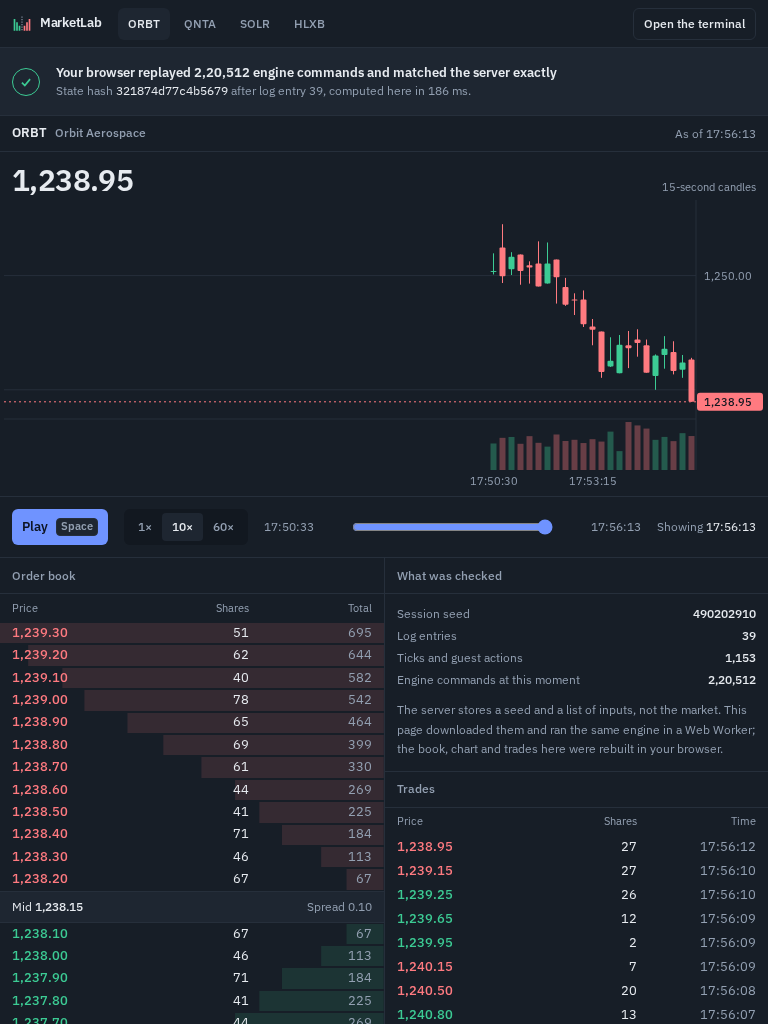 MarketLab ORBT QNTA SOLR HLXB Open the terminal
Your browser replayed 2,20,512 engine commands and matched the server exactly
State hash 321874d77c4b5679 after log entry 39, computed here in 186 ms.
ORBT Orbit Aerospace As of 17:56:13
1,238.95
15-second candles
1,250.00
1,238.95
17:50:30 17:53:15
Play Space 1× 10× 60× 17:50:33 17:56:13 Showing 17:56:13
Order book
Price Shares Total
1,239.30 51 695
1,239.20 62 644
1,239.10 40 582
1,239.00 78 542
1,238.90 65 464
1,238.80 69 399
1,238.70 61 330
1,238.60 44 269
1,238.50 41 225
1,238.40 71 184
1,238.30 46 113
1,238.20 67 67
Mid 1,238.15 Spread 0.10
1,238.10 67 67
1,238.00 46 113
1,237.90 71 184
1,237.80 41 225
1,237.70 44 269
What was checked
Session seed 490202910
Log entries 39
Ticks and guest actions 1,153
Engine commands at this moment 2,20,512
The server stores a seed and a list of inputs, not the market. This
page downloaded them and ran the same engine in a Web Worker;
the book, chart and trades here were rebuilt in your browser.
Trades
Price Shares Time
1,238.95 27 17:56:12
1,239.15 27 17:56:10
1,239.25 26 17:56:10
1,239.65 12 17:56:09
1,239.95 2 17:56:09
1,240.15 7 17:56:09
1,240.50 20 17:56:08
1,240.80 13 17:56:07